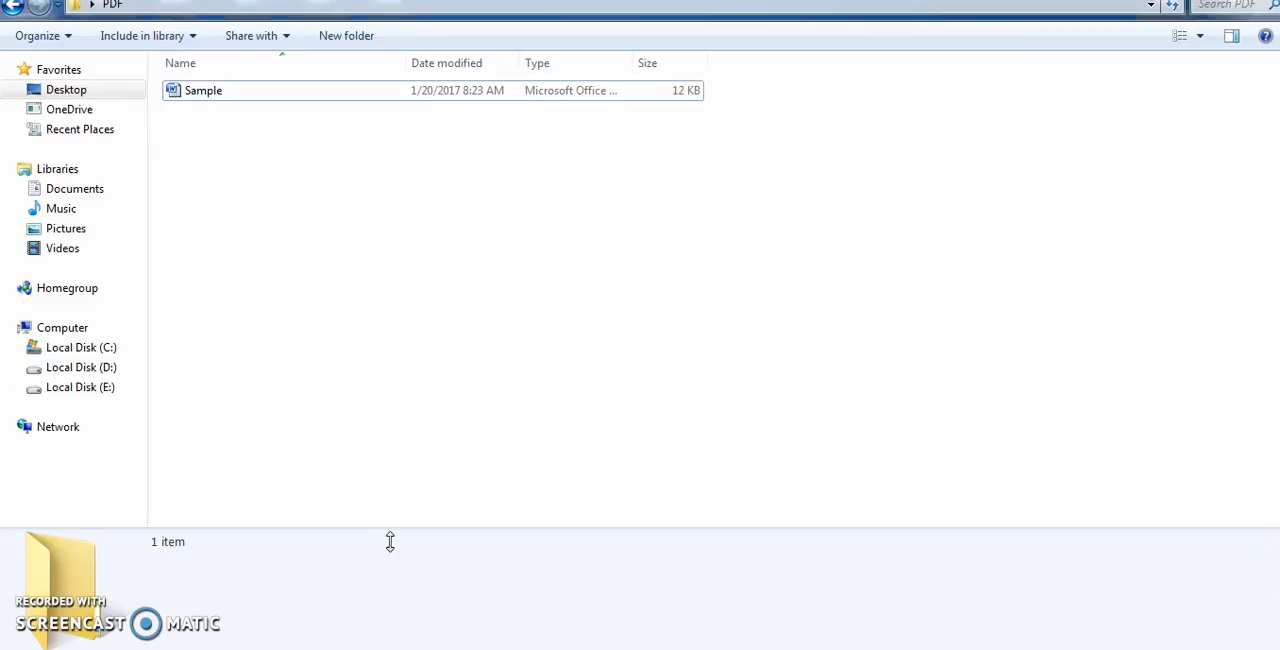 PDF
Search PDF
Organize
Include in library
Share with
New folder
Name
Date modified
Type
Size
Sample
1/20/2017 8:23 AM
Microsoft Office ...
12 KB
Favorites
Desktop
OneDrive
Recent Places
Libraries
Documents
Music
Pictures
Videos
Homegroup
Computer
Local Disk (C:)
Local Disk (D:)
Local Disk (E:)
Network
1 item
RECORDED WITH
SCREENCAST MATIC